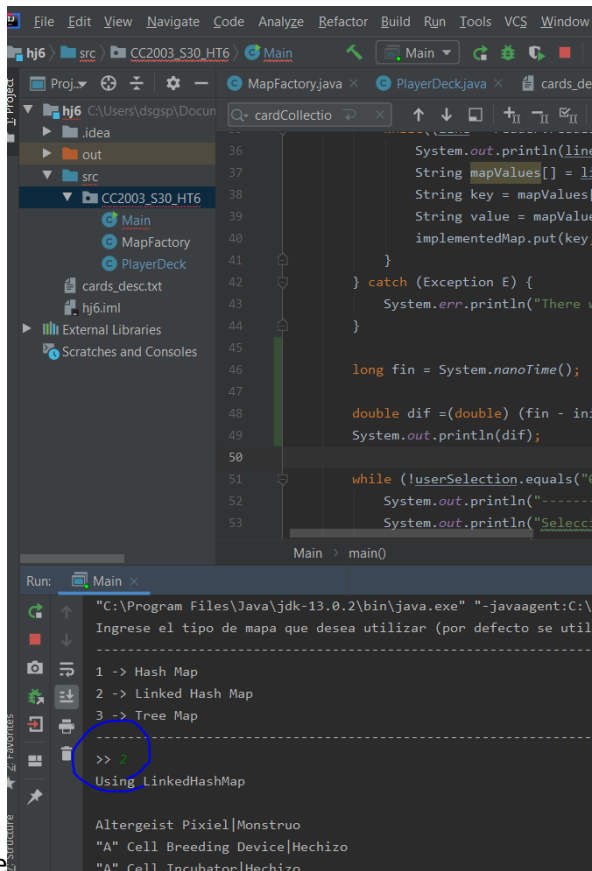 File Edit View Navigate Code Analyze Refactor Build Run Tools VCS Window
hj6 src CC2003_S30_HT6 Main Main
1: Project
Proj..
MapFactory.java PlayerDeck.java cards_de
hj6 C:\Users\dsgsp\Docun
.idea
out
src
CC2003_S30_HT6
Main
MapFactory
PlayerDeck
cards_desc.txt
hj6.iml
External Libraries
Scratches and Consoles
cardCollectio
36 System.out.println(line
37 String mapValues[] = li
38 String key = mapValues[
39 String value = mapValue
40 implementedMap.put(key,
41 }
42 } catch (Exception E) {
43 System.err.println("There w
44 }
45
46 long fin = System.nanoTime();
47
48 double dif =(double) (fin - ini
49 System.out.println(dif);
50
51 while (!userSelection.equals("0
52 System.out.println("-------
53 System.out.println("Selecci
Main > main()
Run: Main
"C:\Program Files\Java\jdk-13.0.2\bin\java.exe" "-javaagent:C:\
Ingrese el tipo de mapa que desea utilizar (por defecto se util
----------------------------------------------------------------
1 -> Hash Map
2 -> Linked Hash Map
3 -> Tree Map
----------------------------------------------------------------
>> 2
Using LinkedHashMap
Altergeist Pixiel|Monstruo
"A" Cell Breeding Device|Hechizo
"A" Cell Incubator|Hechizo
2: Favorites
Z: Structure